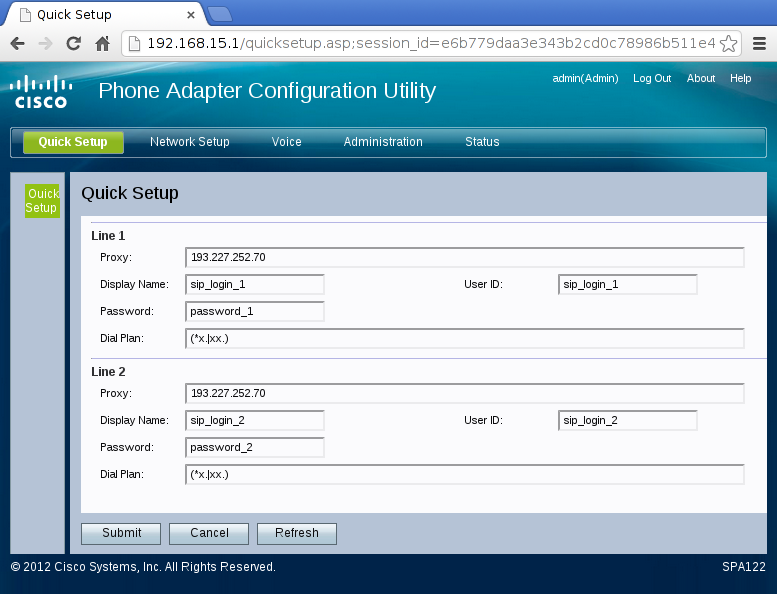 Quick Setup
192.168.15.1/quicksetup.asp;session_id=e6b779daa3e343b2cd0c78986b511e4
admin(Admin) Log Out About Help
CISCO
Phone Adapter Configuration Utility
Quick Setup Network Setup Voice Administration Status
Quick
Setup
Quick Setup
Line 1
Proxy: 193.227.252.70
Display Name: sip_login_1 User ID: sip_login_1
Password: password_1
Dial Plan: (*x.|xx.)
Line 2
Proxy: 193.227.252.70
Display Name: sip_login_2 User ID: sip_login_2
Password: password_2
Dial Plan: (*x.|xx.)
Submit Cancel Refresh
© 2012 Cisco Systems, Inc. All Rights Reserved. SPA122